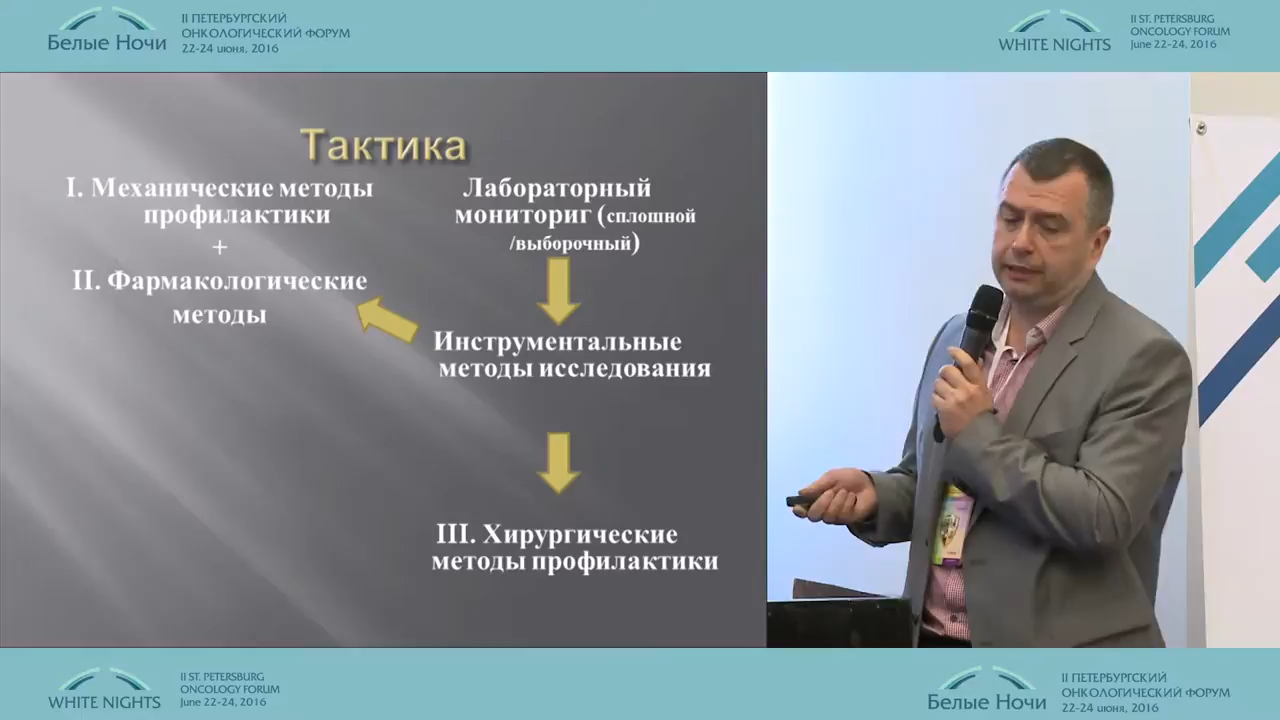 Белые Ночи
II ПЕТЕРБУРГСКИЙ
ОНКОЛОГИЧЕСКИЙ ФОРУМ
22-24 июня, 2016
WHITE NIGHTS
II ST. PETERSBURG
ONCOLOGY FORUM
June 22-24, 2016
Тактика
I. Механические методы
профилактики
+
II. Фармакологические
методы
Лабораторный
мониториг (сплошной
/выборочный)
Инструментальные
методы исследования
III. Хирургические
методы профилактики
WHITE NIGHTS
II ST. PETERSBURG
ONCOLOGY FORUM
June 22-24, 2016
Белые Ночи
II ПЕТЕРБУРГСКИЙ
ОНКОЛОГИЧЕСКИЙ ФОРУМ
22-24 июня, 2016